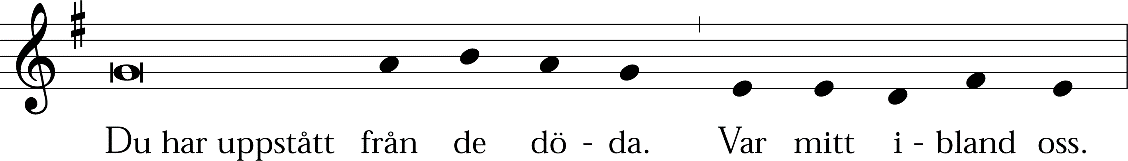 Du har uppstått från de dö - da. Var mitt i - bland oss.